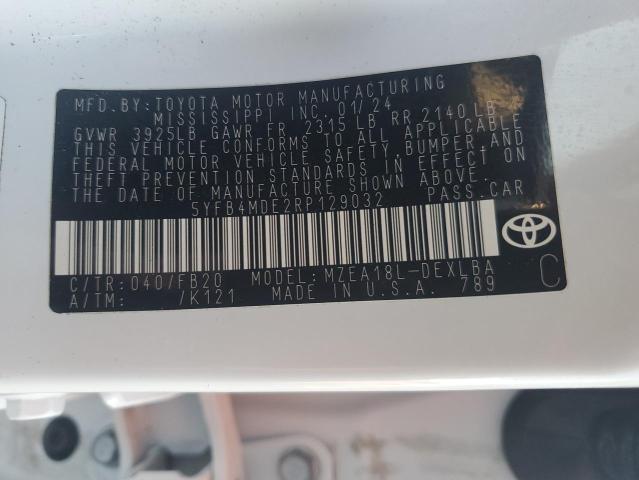 MFD.BY:TOYOTA MOTOR MANUFACTURING
MISSISSIPPI INC.01/24
GVWR 3925LB GAWR FR 2315 LB RR 2140 LB
THIS VEHICLE CONFORMS TO ALL APPLICABLE
FEDERAL MOTOR VEHICLE SAFETY, BUMPER, AND
THEFT PREVENTION STANDARDS IN EFFECT ON
THE DATE OF MANUFACTURE SHOWN ABOVE.
5YFB4MDE2RP129032 PASS.CAR
C/TR:040/FB20 MODEL:MZEA18L-DEXLBA
A/TM: /K121 MADE IN U.S.A. 789
C